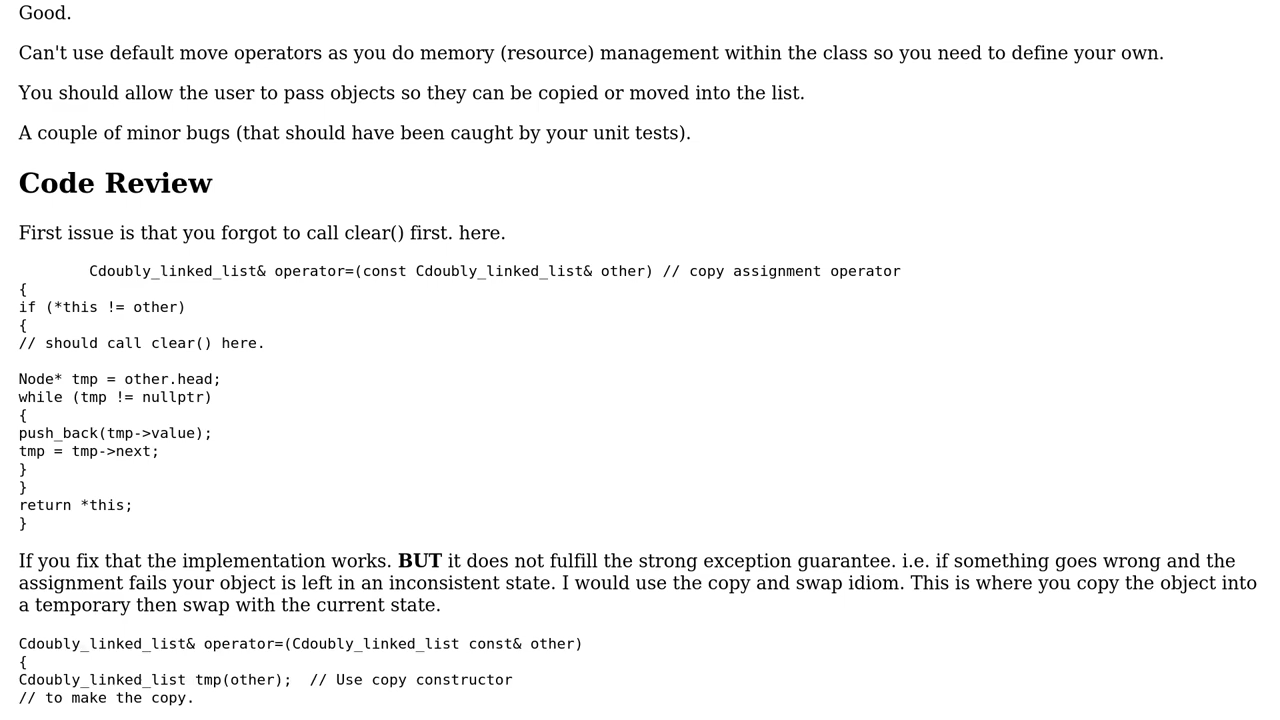 Good.
Can't use default move operators as you do memory (resource) management within the class so you need to define your own.
You should allow the user to pass objects so they can be copied or moved into the list.
A couple of minor bugs (that should have been caught by your unit tests).
Code Review
First issue is that you forgot to call clear() first. here.
Cdoubly_linked_list& operator=(const Cdoubly_linked_list& other) // copy assignment operator
{
if (*this != other)
{
// should call clear() here.
Node* tmp = other.head;
while (tmp != nullptr)
{
push_back(tmp->value);
tmp = tmp->next;
}
}
return *this;
}
If you fix that the implementation works. BUT it does not fulfill the strong exception guarantee. i.e. if something goes wrong and the
assignment fails your object is left in an inconsistent state. I would use the copy and swap idiom. This is where you copy the object into
a temporary then swap with the current state.
Cdoubly_linked_list& operator=(Cdoubly_linked_list const& other)
{
Cdoubly_linked_list tmp(other);  // Use copy constructor
// to make the copy.